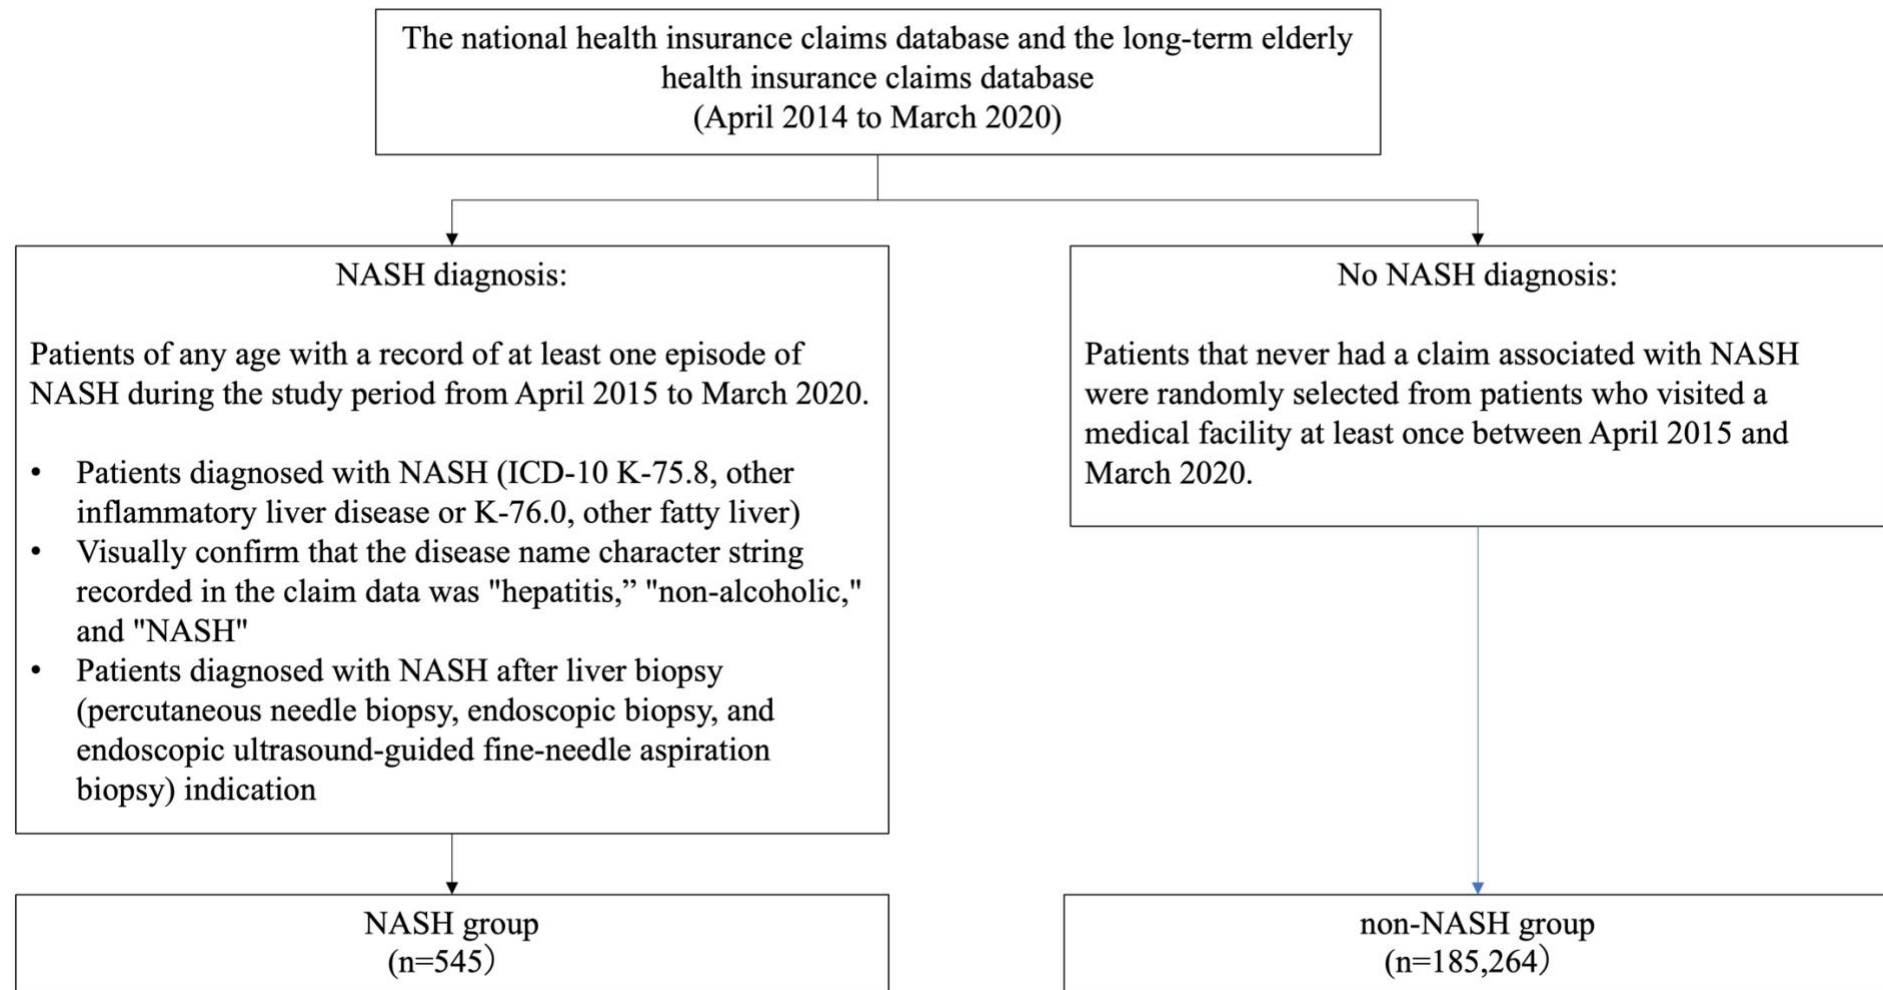 The national health insurance claims database and the long-term elderly
health insurance claims database
(April 2014 to March 2020)
NASH diagnosis:
Patients of any age with a record of at least one episode of
NASH during the study period from April 2015 to March 2020.
• Patients diagnosed with NASH (ICD-10 K-75.8, other
inflammatory liver disease or K-76.0, other fatty liver)
• Visually confirm that the disease name character string
recorded in the claim data was "hepatitis,” "non-alcoholic,"
and "NASH"
• Patients diagnosed with NASH after liver biopsy
(percutaneous needle biopsy, endoscopic biopsy, and
endoscopic ultrasound-guided fine-needle aspiration
biopsy) indication
No NASH diagnosis:
Patients that never had a claim associated with NASH
were randomly selected from patients who visited a
medical facility at least once between April 2015 and
March 2020.
NASH group
(n=545）
non-NASH group
(n=185,264）